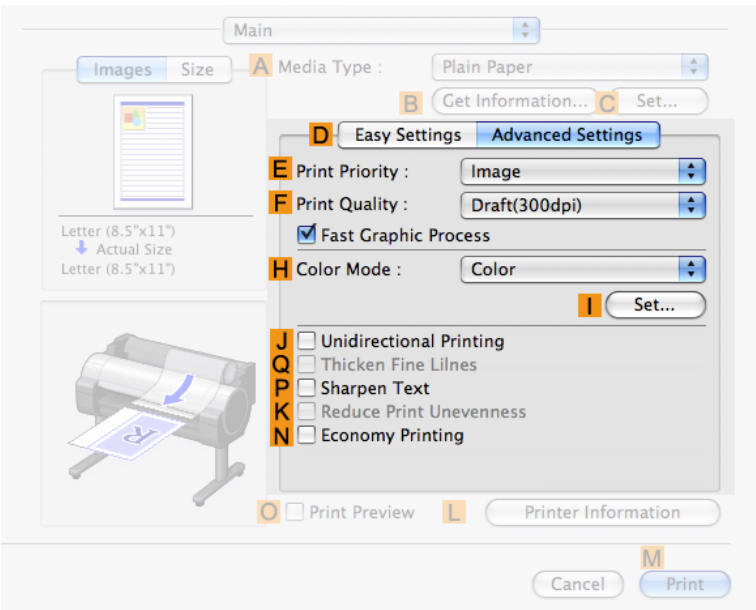 Main
Images Size
A Media Type : Plain Paper
B Get Information... C Set...
D Easy Settings Advanced Settings
E Print Priority : Image
F Print Quality : Draft(300dpi)
Fast Graphic Process
H Color Mode : Color
I Set...
Letter (8.5"x11")
Actual Size
Letter (8.5"x11")
J Unidirectional Printing
Q Thicken Fine Lilnes
P Sharpen Text
K Reduce Print Unevenness
N Economy Printing
R
O Print Preview L Printer Information
M
Cancel Print